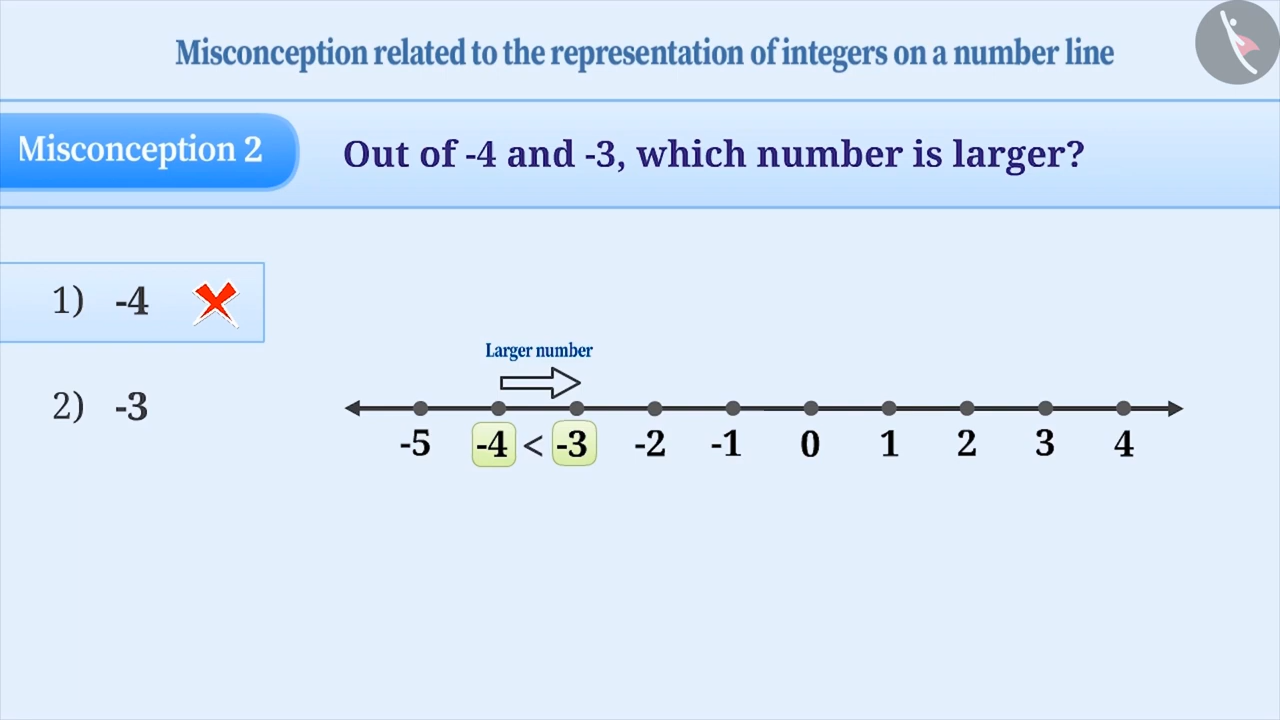 Misconception related to the representation of integers on a number line
Misconception 2
Out of -4 and -3, which number is larger?
1) -4
2) -3
Larger number
-5 -4 < -3 -2 -1 0 1 2 3 4